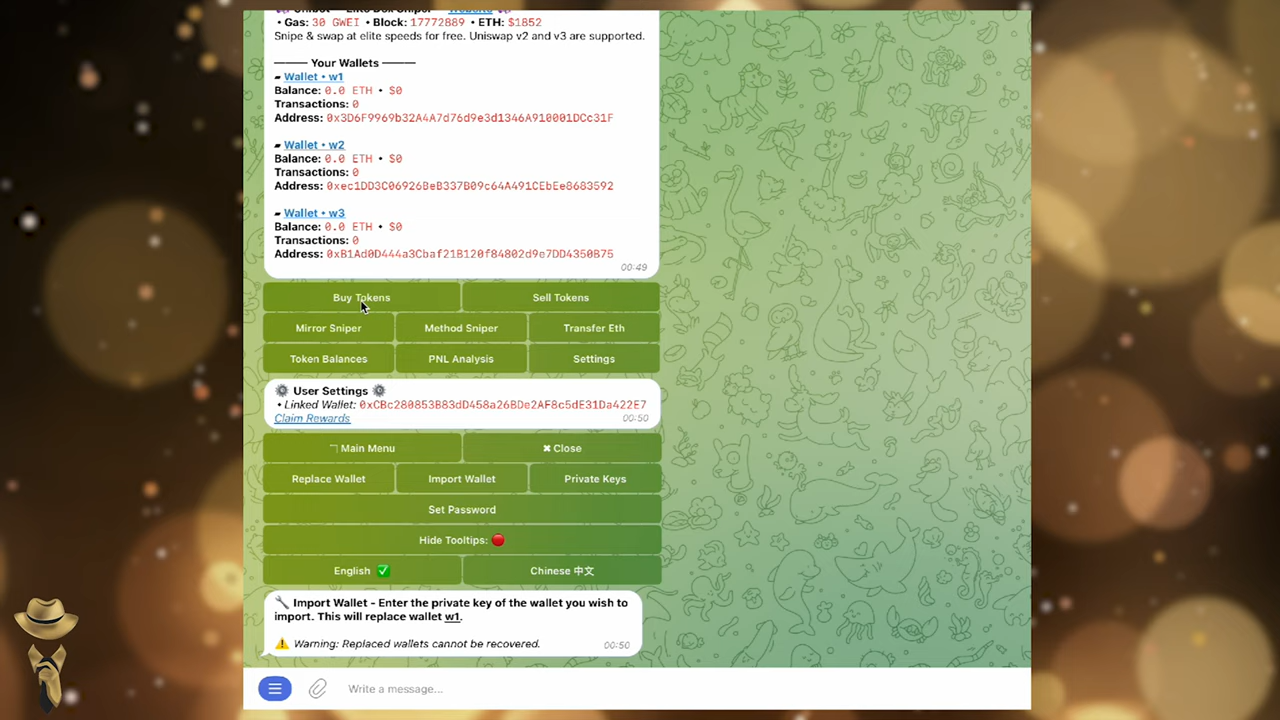 • Gas: 30 GWEI • Block: 17772889 • ETH: $1852
Snipe & swap at elite speeds for free. Uniswap v2 and v3 are supported.
——— Your Wallets ———
Wallet • w1
Balance: 0.0 ETH • $0
Transactions: 0
Address: 0x3D6F9969b32A4A7d76d9e3d1346A910001DCc31F
Wallet • w2
Balance: 0.0 ETH • $0
Transactions: 0
Address: 0xec1DD3C06926BeB337B09c64A491CEbEe8683592
Wallet • w3
Balance: 0.0 ETH • $0
Transactions: 0
Address: 0xB1Ad0D444a3Cbaf21B120f84802d9e7DD4350B75
00:49
Buy Tokens Sell Tokens
Mirror Sniper Method Sniper Transfer Eth
Token Balances PNL Analysis Settings
⚙️ User Settings ⚙️
• Linked Wallet: 0xCBc280853B83dD458a26BDe2AF8c5dE31Da422E7
Claim Rewards 00:50
Main Menu ✖ Close
Replace Wallet Import Wallet Private Keys
Set Password
Hide Tooltips: 🔴
English ✅ Chinese 中文
🔧 Import Wallet - Enter the private key of the wallet you wish to
import. This will replace wallet w1.
⚠️ Warning: Replaced wallets cannot be recovered. 00:50
Write a message...